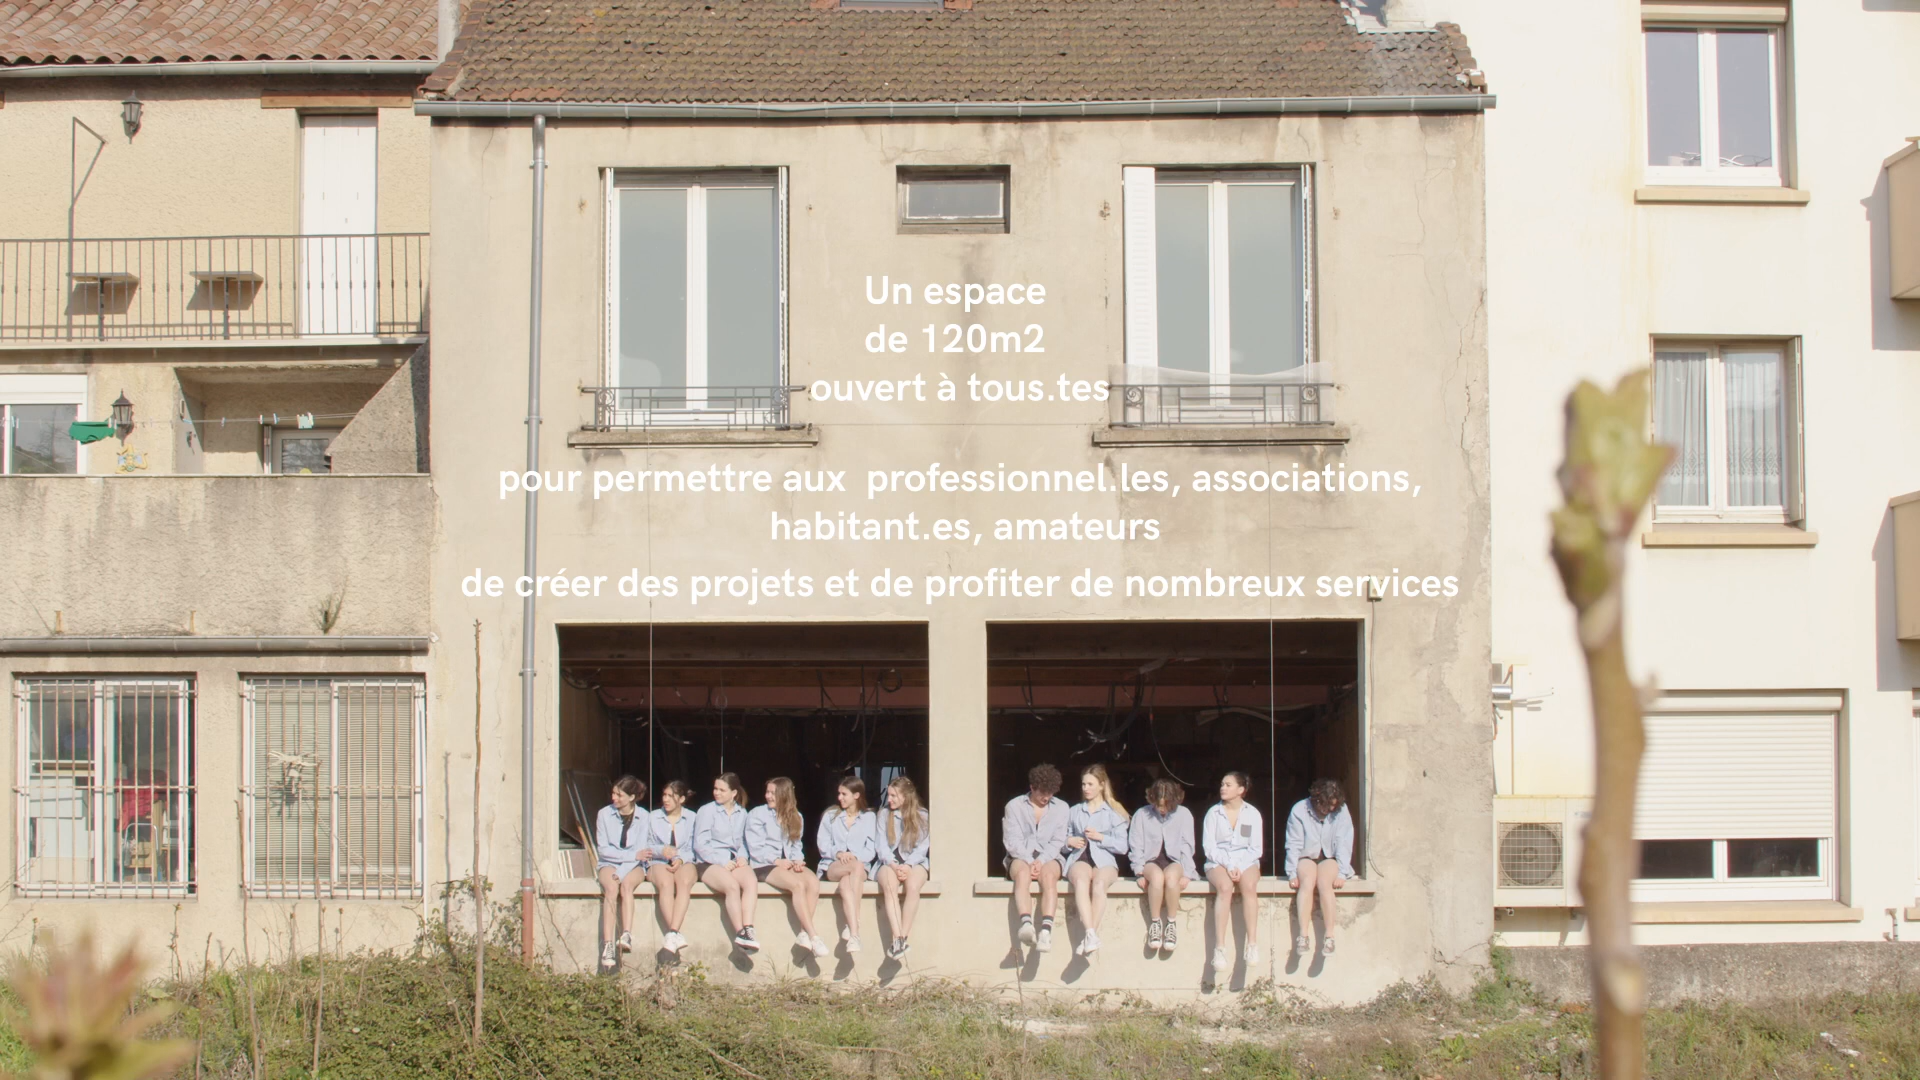 Un espace
de 120m2
ouvert à tous.tes
pour permettre aux  professionnel.les, associations,
habitant.es, amateurs
de créer des projets et de profiter de nombreux services